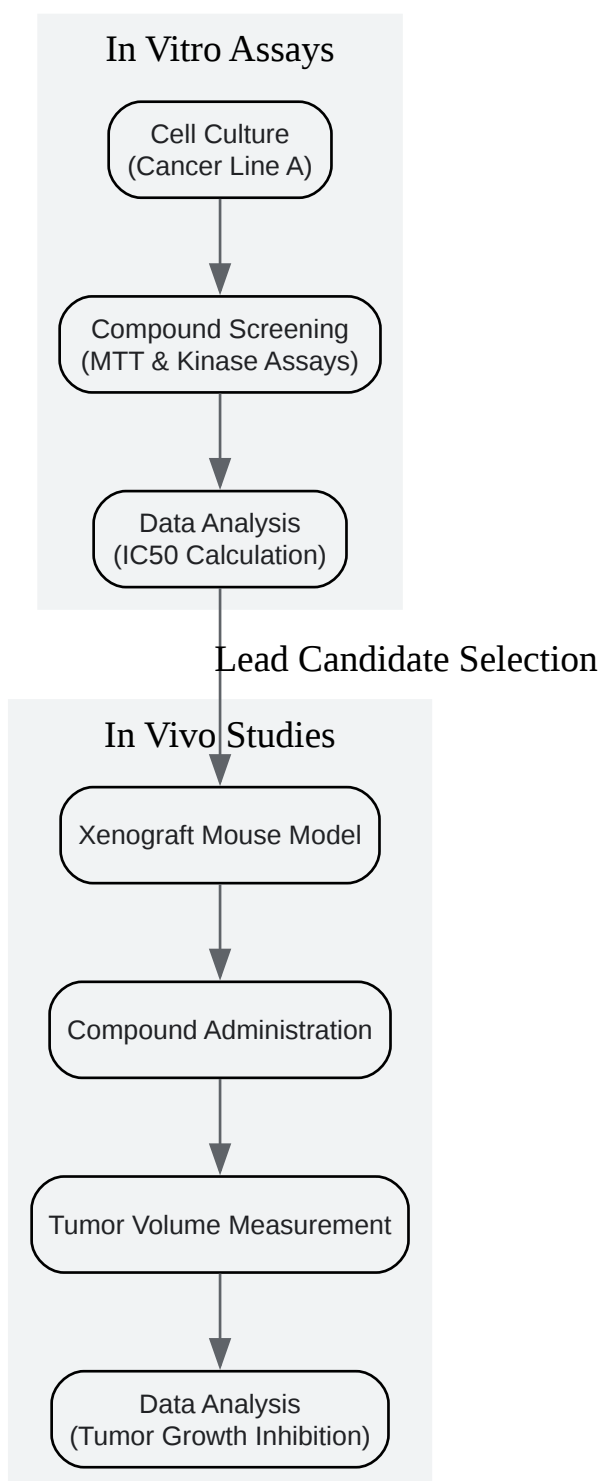 In Vitro Assays
Cell Culture
(Cancer Line A)
Compound Screening
(MTT & Kinase Assays)
Data Analysis
(IC50 Calculation)
Lead Candidate Selection
In Vivo Studies
Xenograft Mouse Model
Compound Administration
Tumor Volume Measurement
Data Analysis
(Tumor Growth Inhibition)